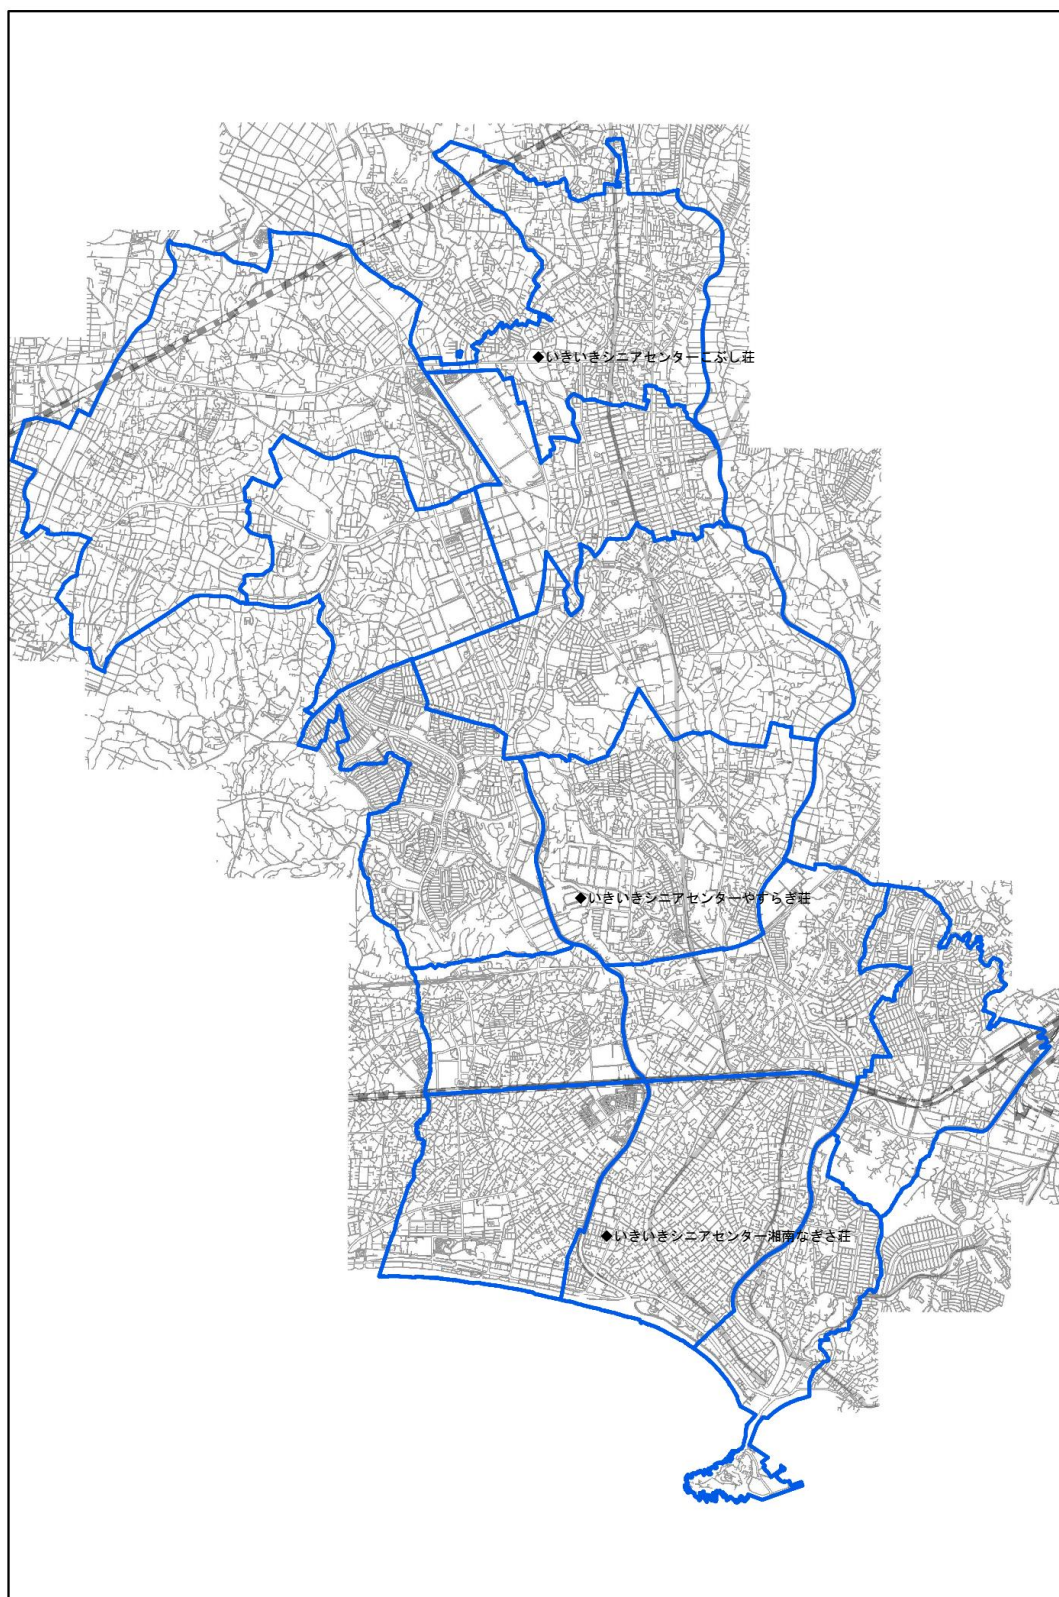 ◆いきいきシニアセンターこぶし荘
◆いきいきシニアセンターやすらぎ荘
◆いきいきシニアセンター湘南なぎさ荘